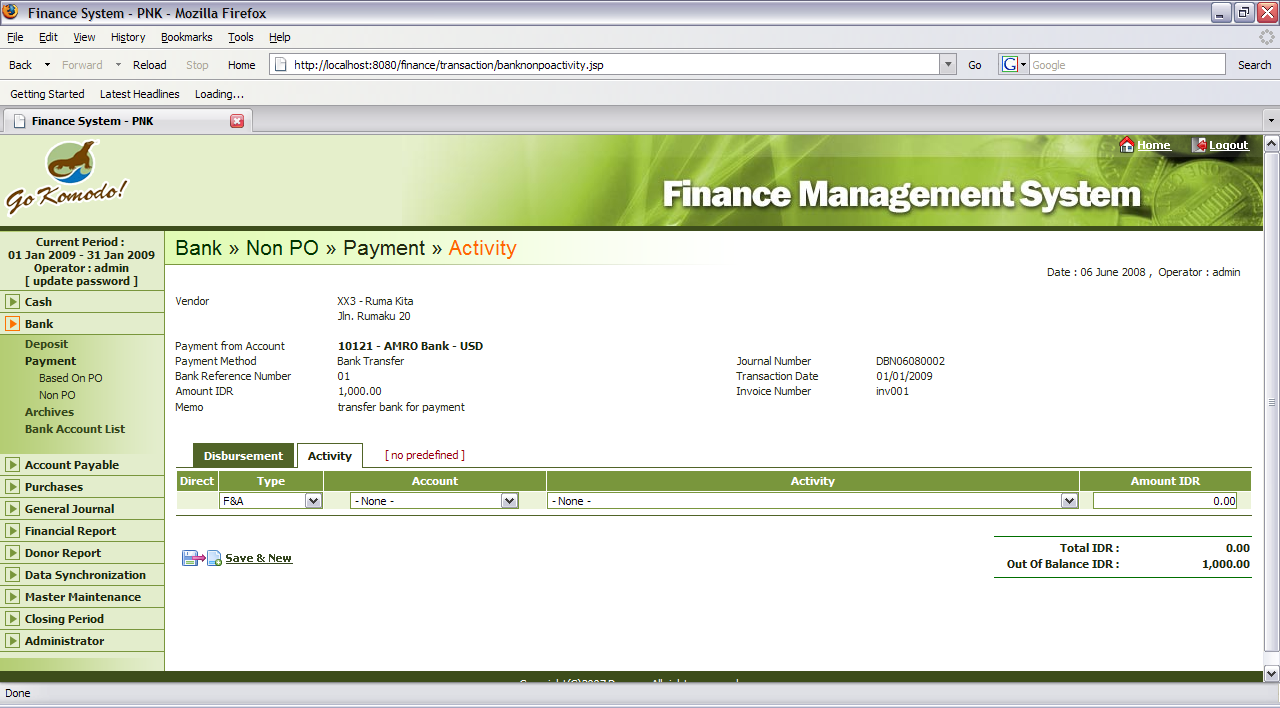 Finance System - PNK - Mozilla Firefox
File Edit View History Bookmarks Tools Help
Back Forward Reload Stop Home http://localhost:8080/finance/transaction/banknonpoactivity.jsp Go G Google Search
Getting Started Latest Headlines Loading...
Finance System - PNK
Home Logout
Go Komodo!
Finance Management System
Current Period :
01 Jan 2009 - 31 Jan 2009
Operator : admin
[ update password ]
Cash
Bank
Deposit
Payment
Based On PO
Non PO
Archives
Bank Account List
Account Payable
Purchases
General Journal
Financial Report
Donor Report
Data Synchronization
Master Maintenance
Closing Period
Administrator
Bank » Non PO » Payment » Activity
Date : 06 June 2008 , Operator : admin
Vendor XX3 - Ruma Kita
Jln. Rumaku 20
Payment from Account 10121 - AMRO Bank - USD
Payment Method Bank Transfer Journal Number DBN06080002
Bank Reference Number 01 Transaction Date 01/01/2009
Amount IDR 1,000.00 Invoice Number inv001
Memo transfer bank for payment
Disbursement Activity [ no predefined ]
Direct Type Account Activity Amount IDR
F&A - None - - None - 0.00
Save & New
Total IDR : 0.00
Out Of Balance IDR : 1,000.00
Done